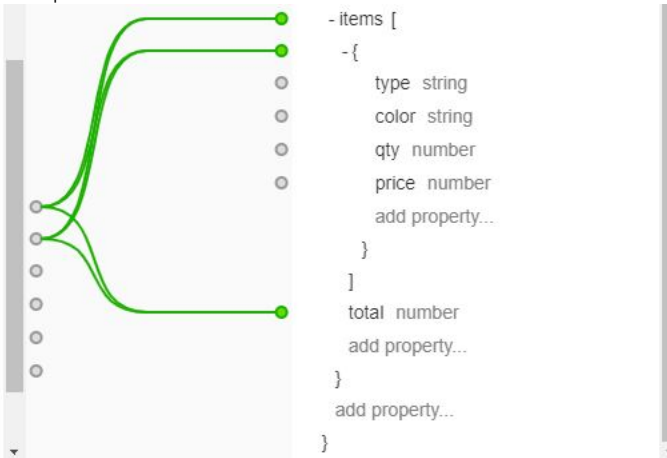 - items [
- {
type string
color string
qty number
price number
add property...
}
]
total number
add property...
}
add property...
}